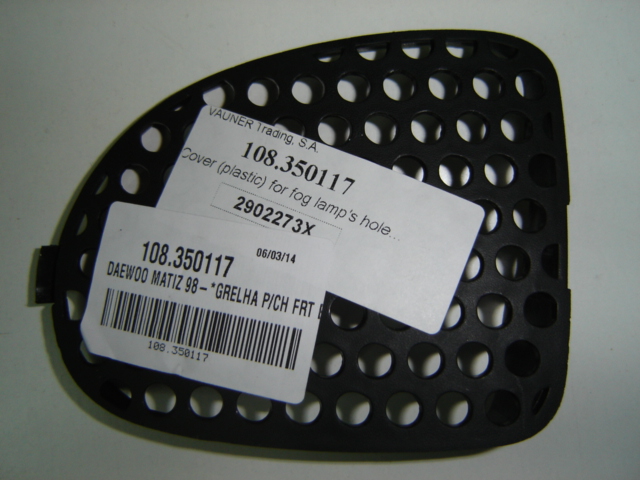 VAUNER Trading, S.A.
108.350117
Cover (plastic) for fog lamp's hole...
2902273X
108.350117
06/03/14
DAEWOO MATIZ 98- *GRELHA P/CH FRT
108.350117